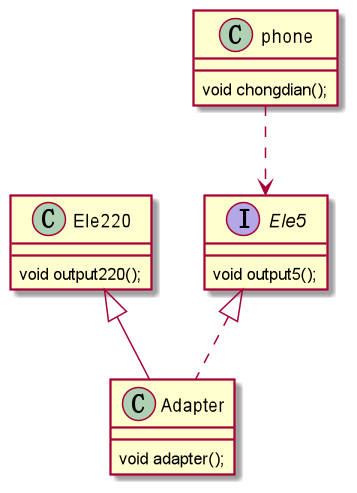 C phone
void chongdian();
C Ele220
void output220();
I Ele5
void output5();
C Adapter
void adapter();